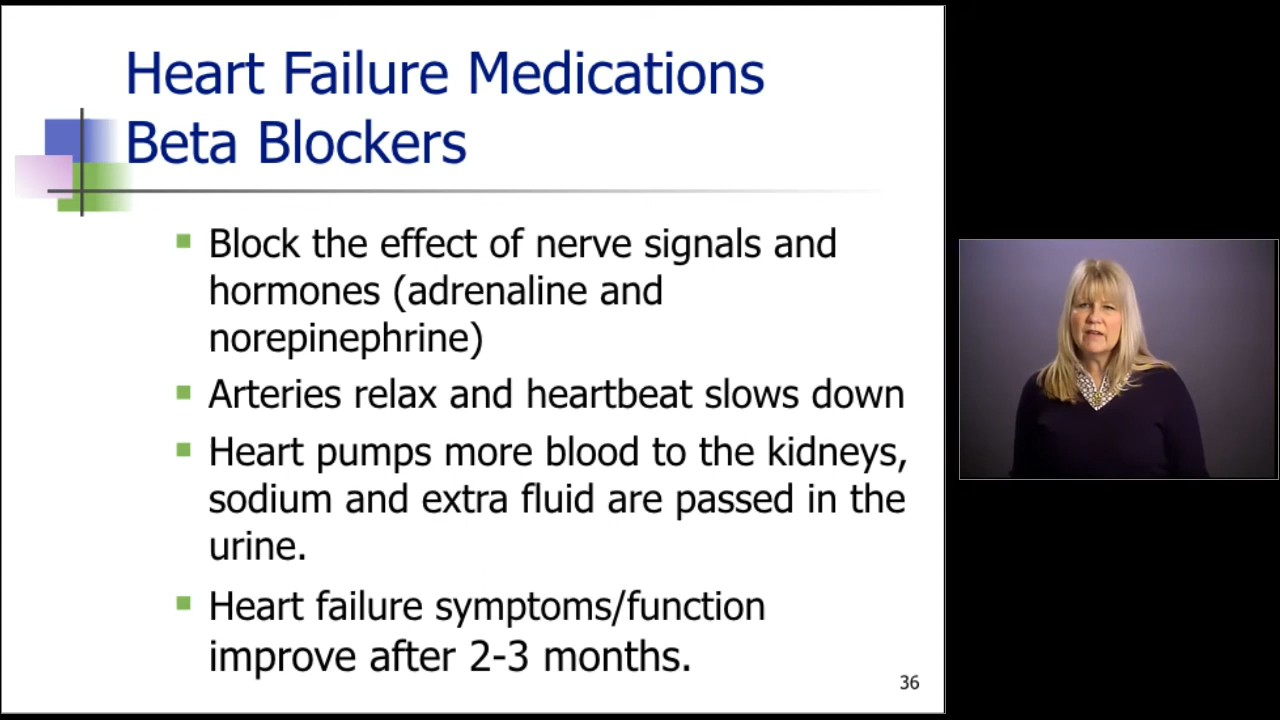 Heart Failure Medications
Beta Blockers
Block the effect of nerve signals and
hormones (adrenaline and
norepinephrine)
Arteries relax and heartbeat slows down
Heart pumps more blood to the kidneys,
sodium and extra fluid are passed in the
urine.
Heart failure symptoms/function
improve after 2-3 months.
36